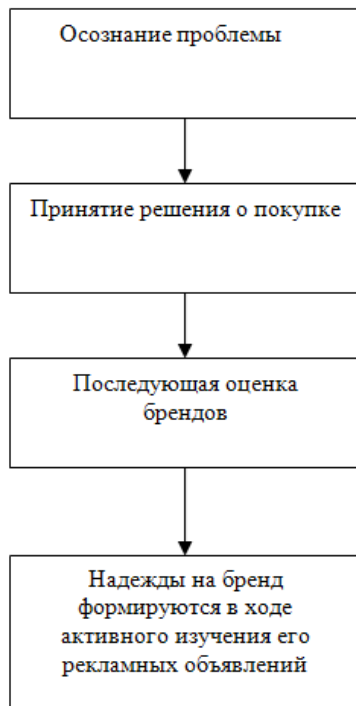 Осознание проблемы
Принятие решения о покупке
Последующая оценка
брендов
Надежды на бренд
формируются в ходе
активного изучения его
рекламных объявлений